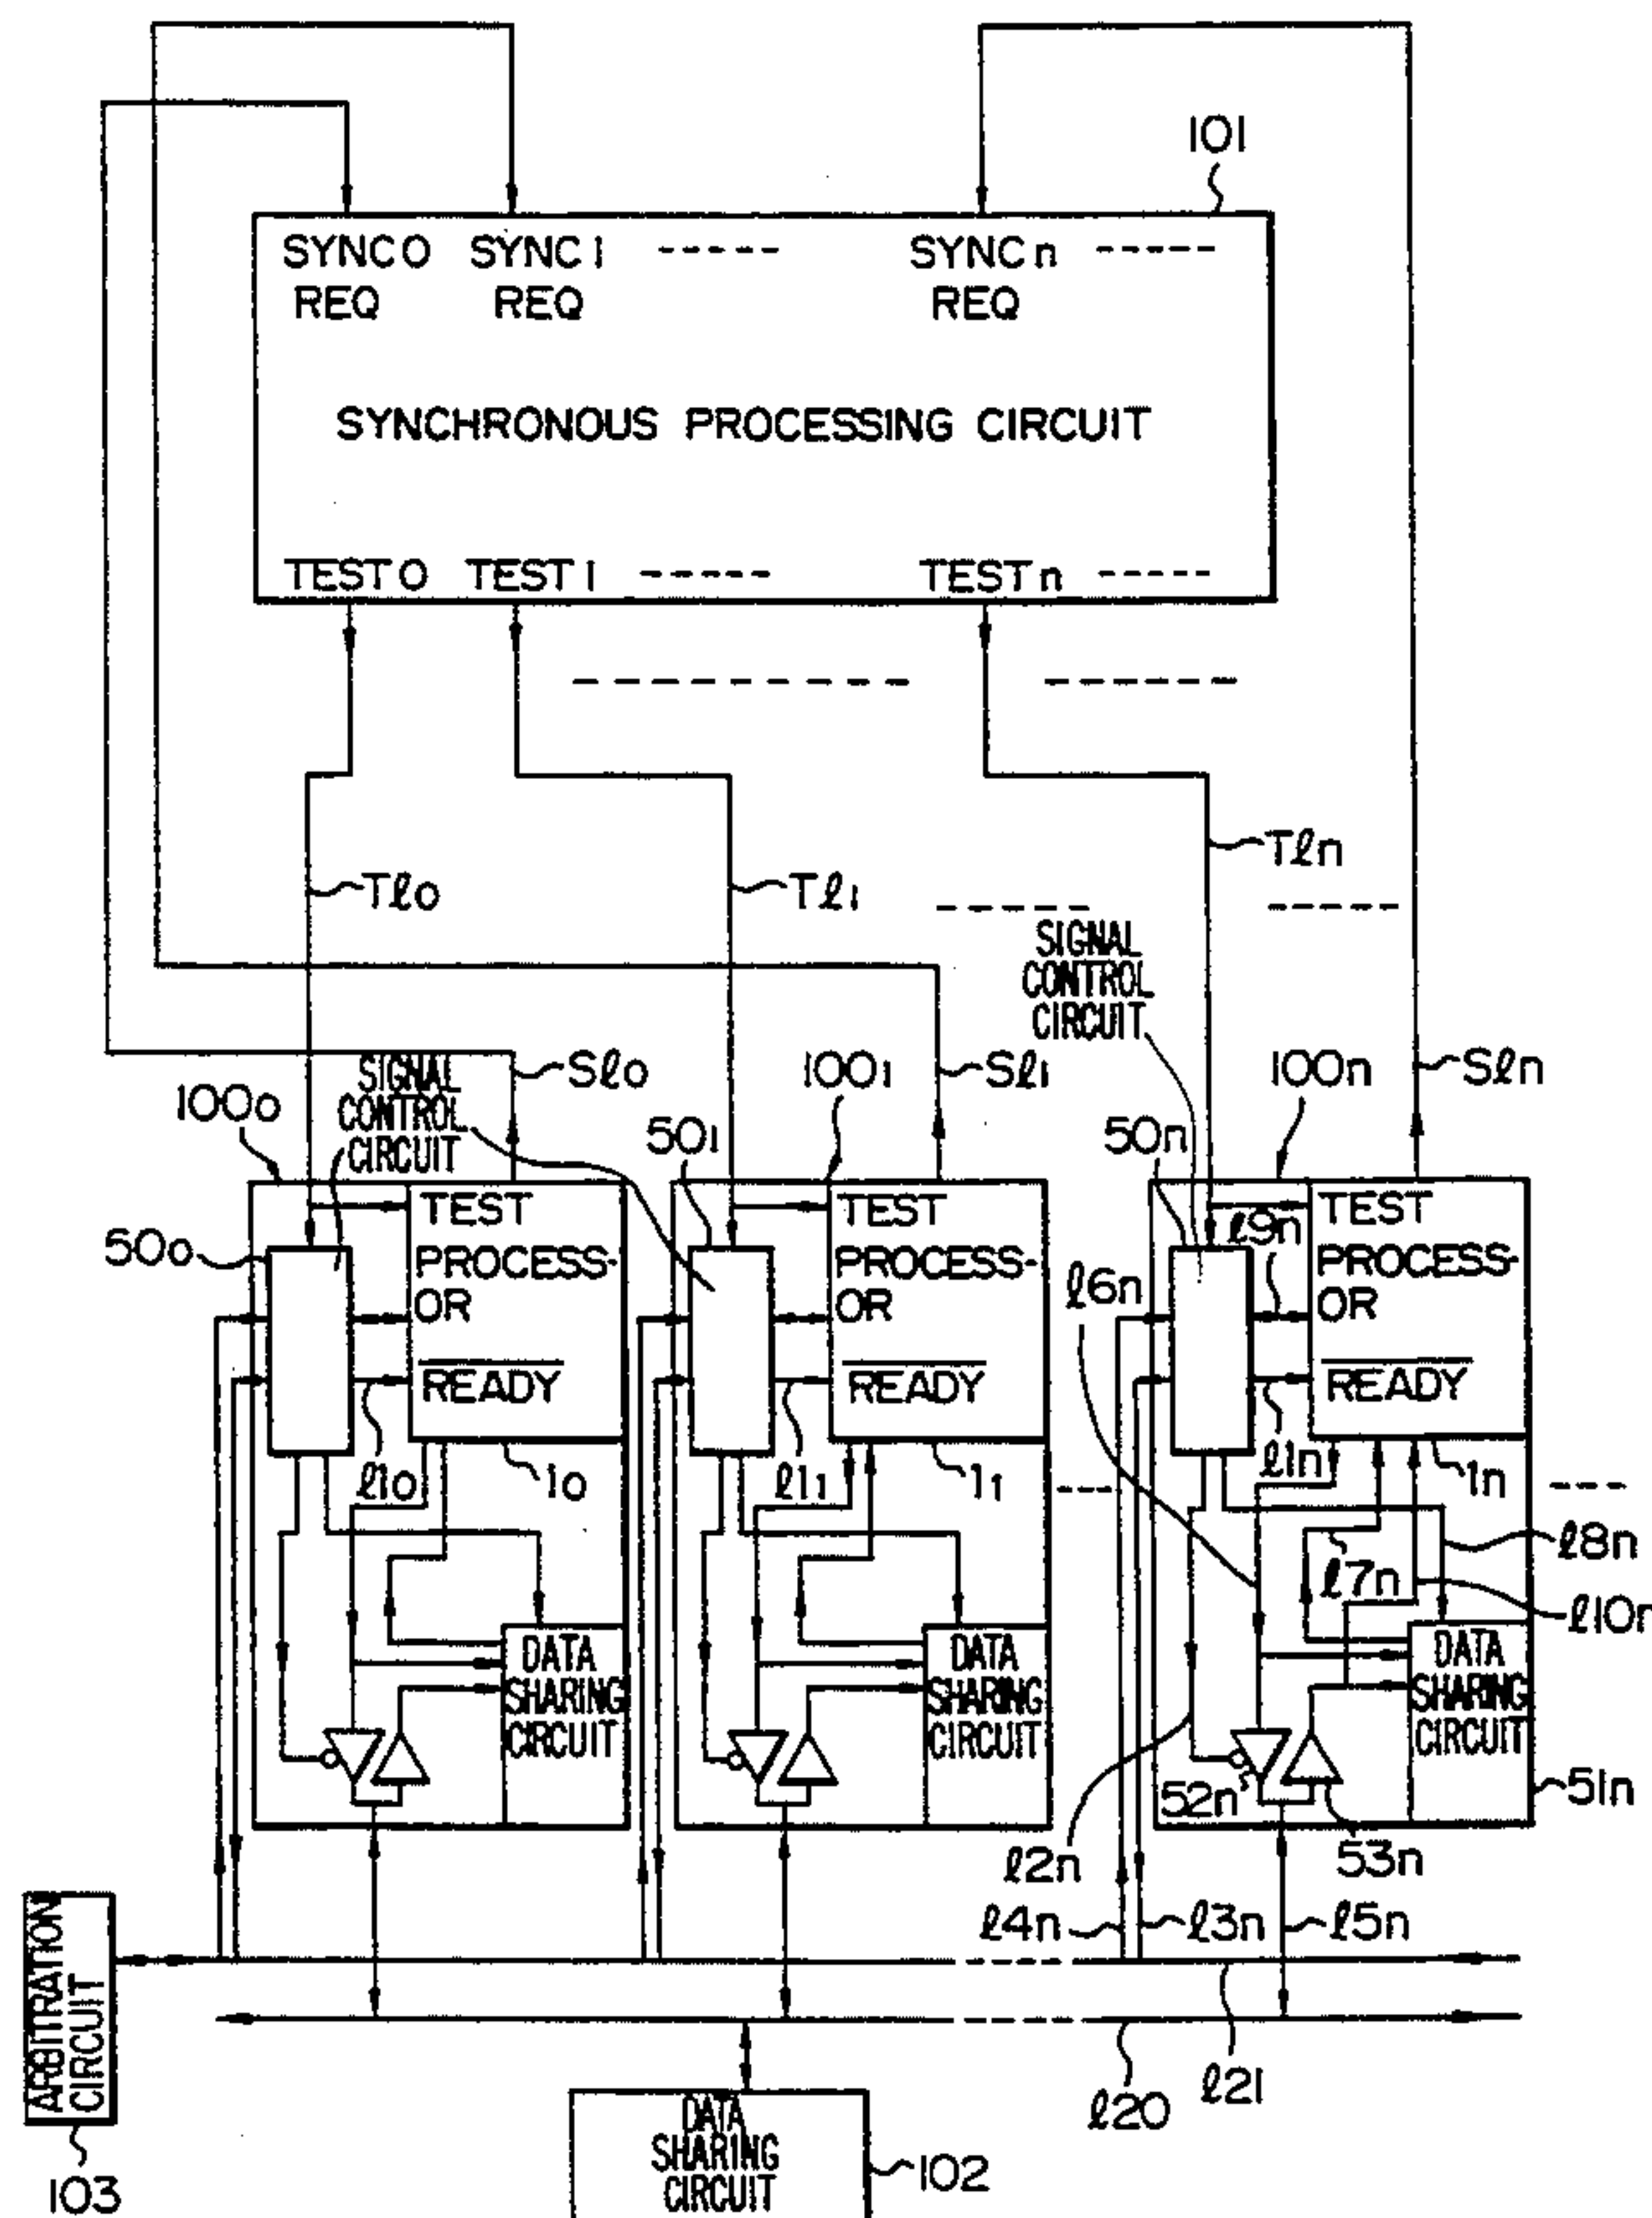 101
SYNC0 SYNC1 ----- SYNCn -----
REQ REQ REQ
SYNCHRONOUS PROCESSING CIRCUIT
TEST0 TEST1 ----- TESTn -----
Tℓn
Tℓ0
Tℓ1
SIGNAL
CONTROL
CIRCUIT
Sℓ0
SIGNAL
CONTROL
CIRCUIT
100₁
Sℓ1
100n
Sℓn
100₀
50₁
50n
TEST
PROCESS-
OR
READY
TEST
PROCESS-
OR
READY
ℓ9n
TEST
PROCESS-
OR
READY
50₀
ℓ6n
ℓ1₀
1₀
ℓ1₁
1₁
ℓ1n
1n
ℓ8n
ℓ7n
ℓ10n
DATA
SHARING
CIRCUIT
DATA
SHARING
CIRCUIT
DATA
SHARING
CIRCUIT
52n
51n
53n
ℓ2n
ℓ4n
ℓ3n
ℓ5n
ARBITRATION
CIRCUIT
ℓ21
ℓ20
103
DATA
SHARING
CIRCUIT
102